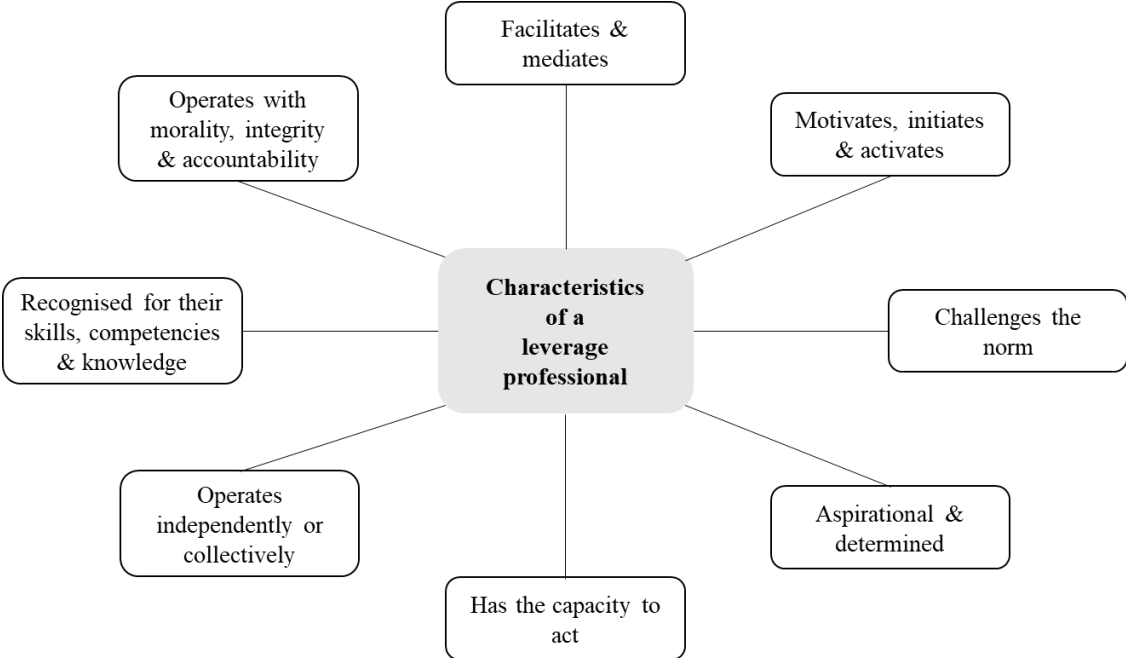 Facilitates &
mediates
Operates with
morality, integrity
& accountability
Motivates, initiates
& activates
Recognised for their
skills, competencies
& knowledge
Characteristics
of a
leverage
professional
Challenges the
norm
Operates
independently or
collectively
Aspirational &
determined
Has the capacity to
act